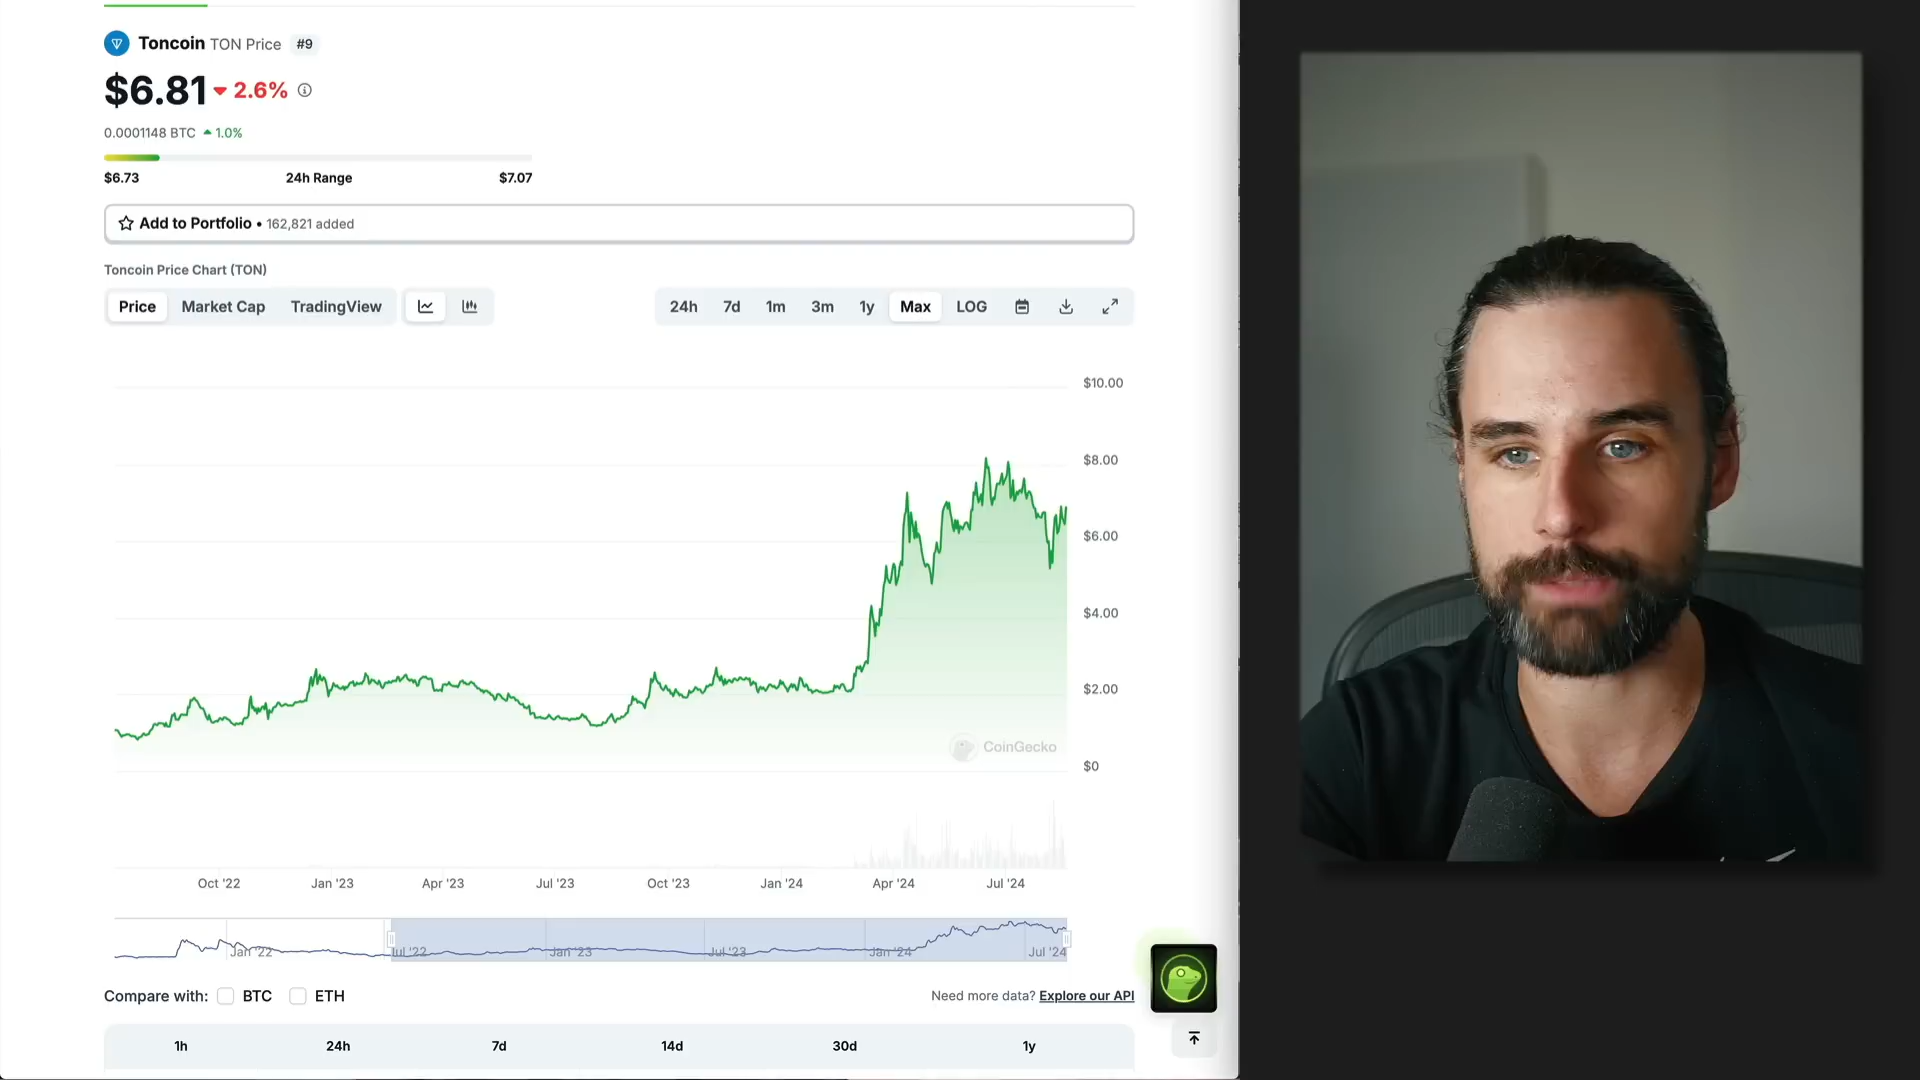 Toncoin TON Price #9
$6.81 2.6%
0.0001148 BTC 1.0%
$6.73 24h Range $7.07
Add to Portfolio • 162,821 added
Toncoin Price Chart (TON)
Price Market Cap TradingView 24h 7d 1m 3m 1y Max LOG
$10.00
$8.00
$6.00
$4.00
$2.00
CoinGecko
$0
Oct '22 Jan '23 Apr '23 Jul '23 Oct '23 Jan '24 Apr '24 Jul '24
Jan '22 Jul '22 Jan '23 Jul '23 Jan '24 Jul '24
Compare with: BTC ETH Need more data? Explore our API
1h 24h 7d 14d 30d 1y